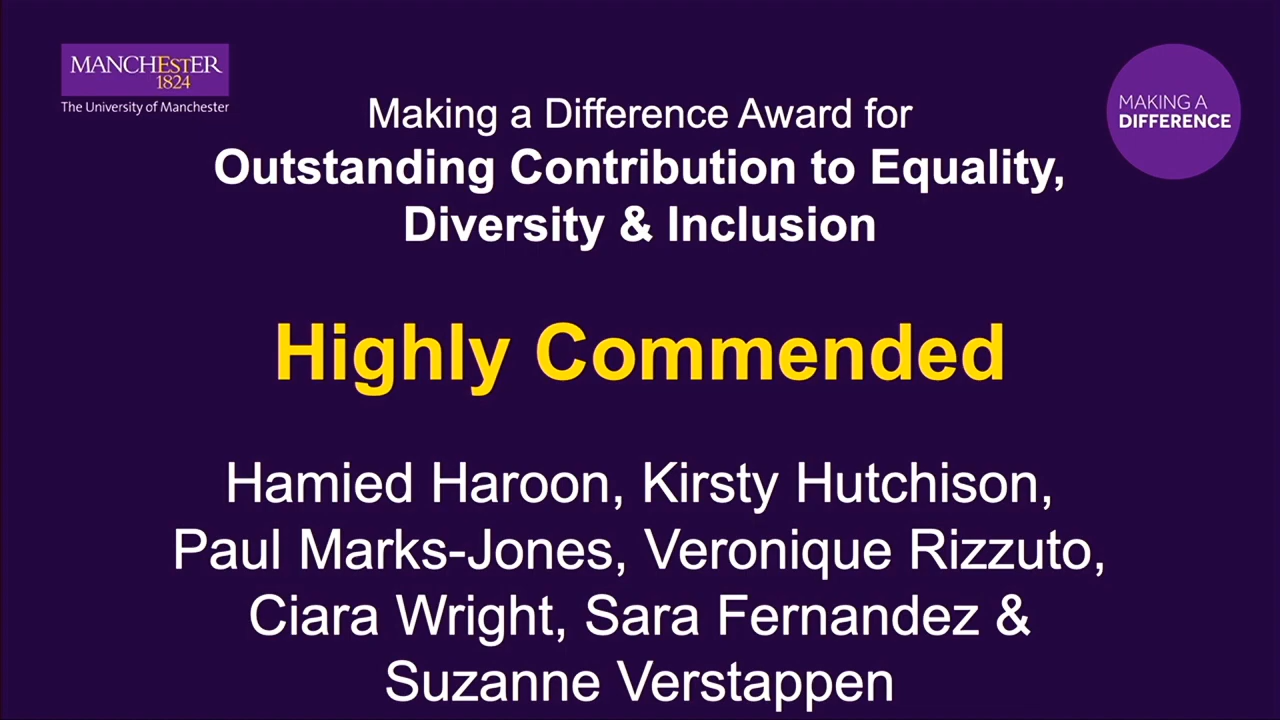 MANCHESTER
1824
The University of Manchester
MAKING A
DIFFERENCE
Making a Difference Award for
Outstanding Contribution to Equality,
Diversity & Inclusion
Highly Commended
Hamied Haroon, Kirsty Hutchison,
Paul Marks-Jones, Veronique Rizzuto,
Ciara Wright, Sara Fernandez &
Suzanne Verstappen